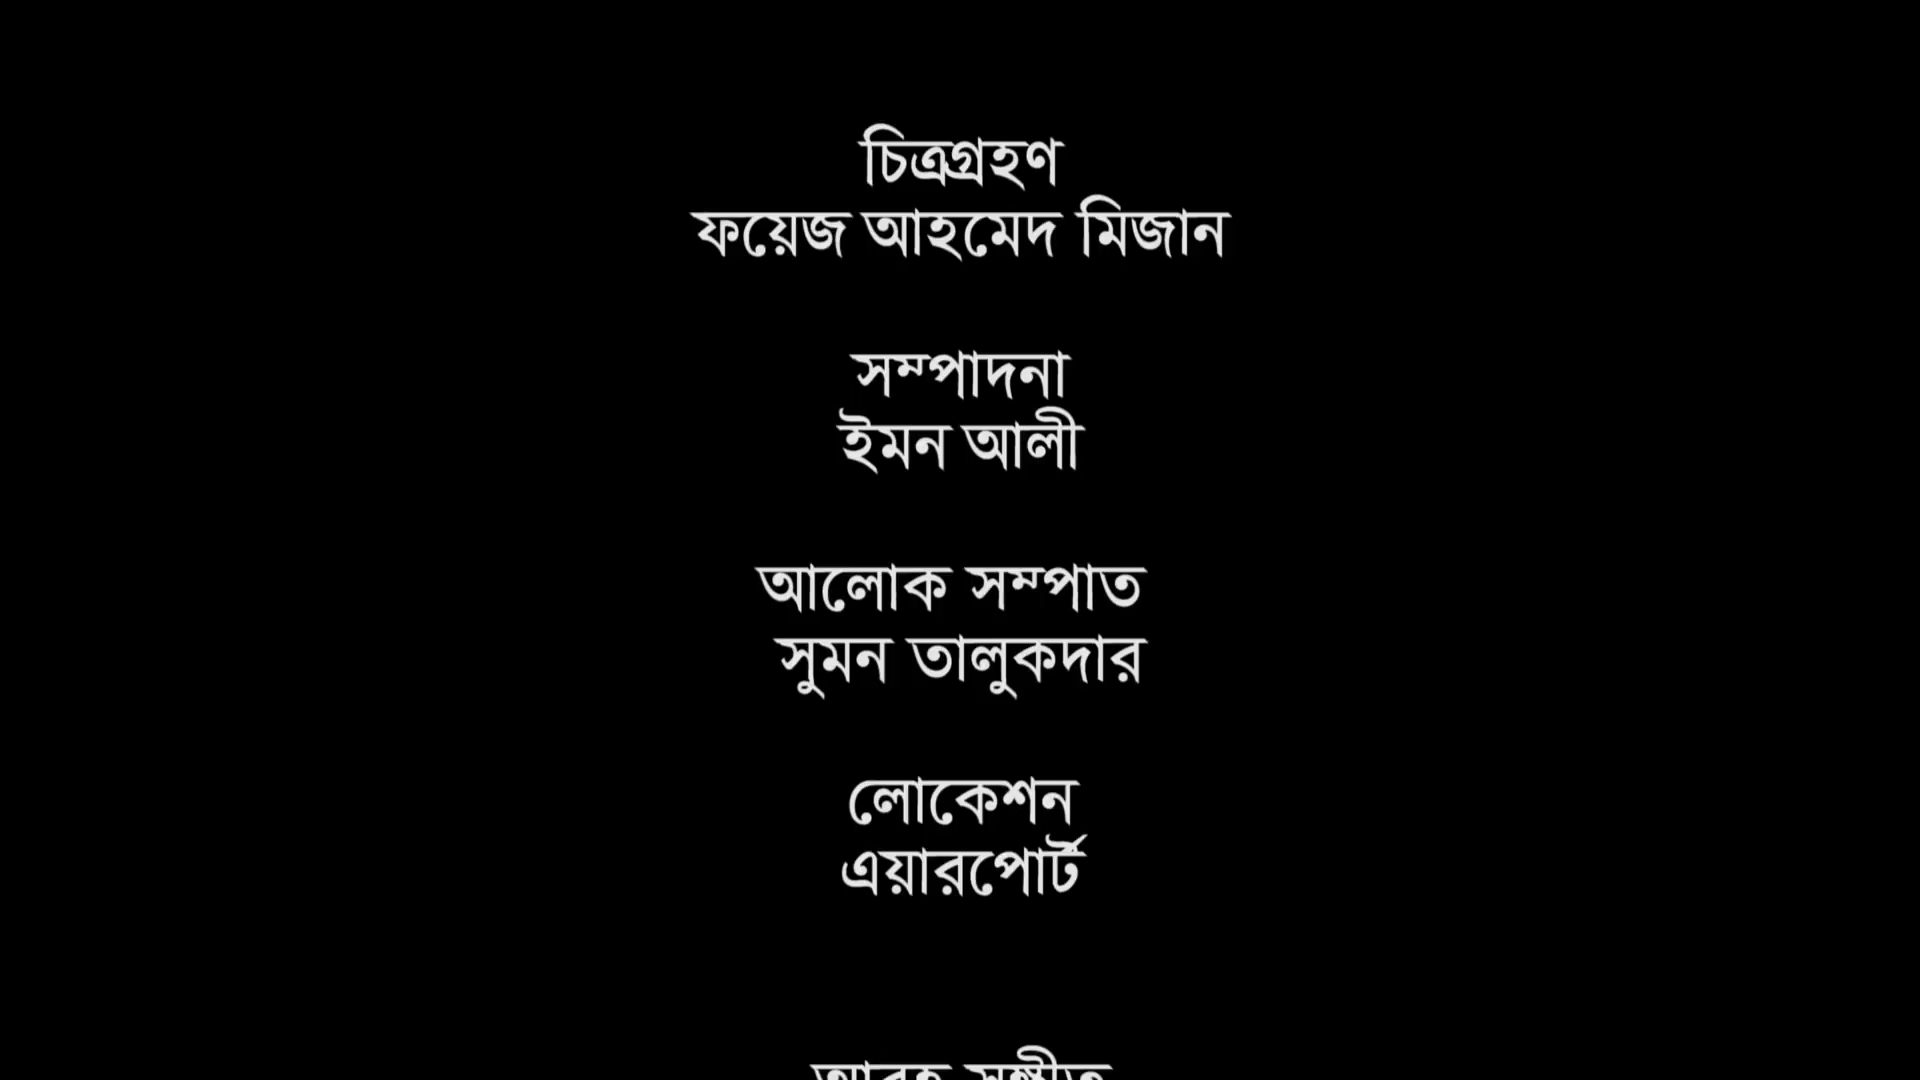 চিত্রগ্রহণ
ফয়েজ আহমেদ মিজান
সম্পাদনা
ইমন আলী
আলোক সম্পাত
সুমন তালুকদার
লোকেশন
এয়ারপোর্ট